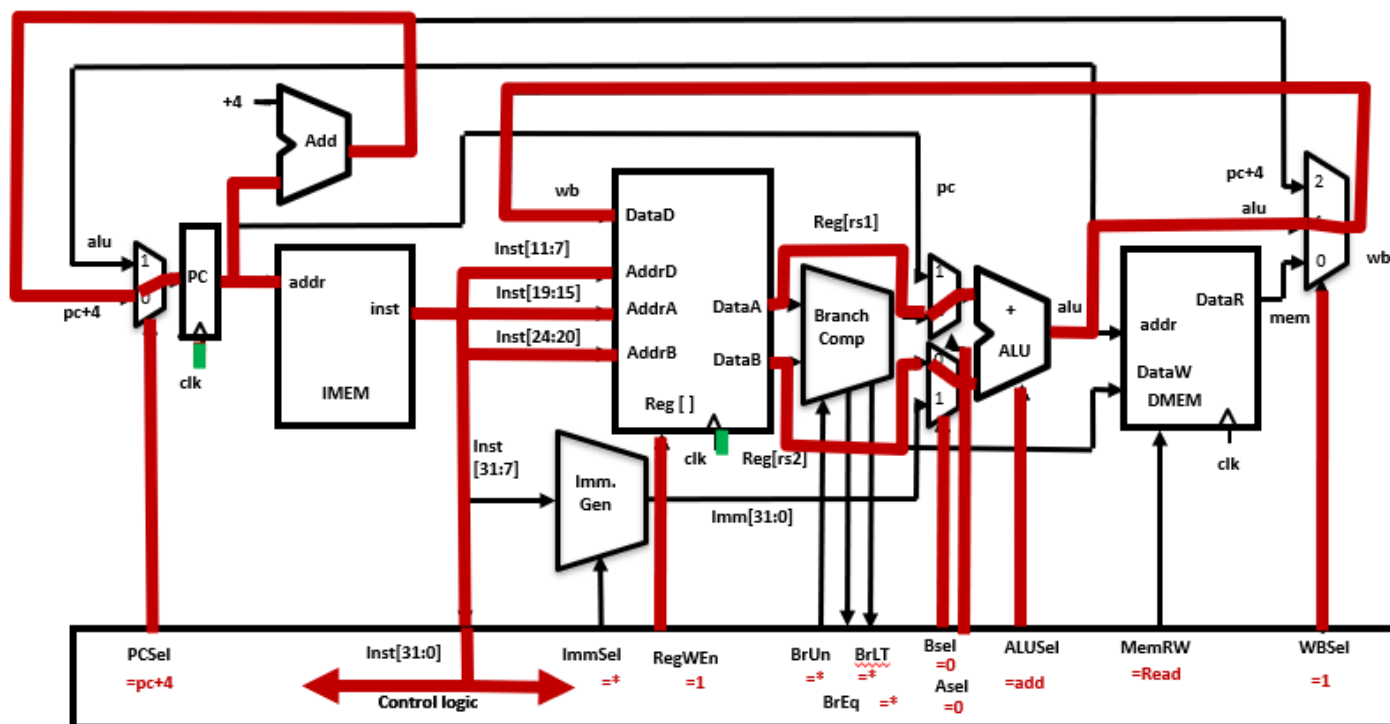 +4
Add
pc+4
2
wb
pc
Reg[rs1]
alu
DataD
alu
1
PC
0
pc+4
clk
addr
inst
IMEM
Inst[11:7]
AddrD
Inst[19:15]
AddrA
DataA
Inst[24:20]
AddrB
DataB
Reg [ ]
clk
Reg[rs2]
Branch
Comp
1
0
1
+
ALU
alu
0
wb
DataR
mem
addr
DataW
DMEM
clk
Inst
[31:7]
Imm.
Gen
Imm[31:0]
PCSel
=pc+4
Inst[31:0]
Control logic
ImmSel
=*
RegWEn
=1
BrUn
=*
BrLT
=*
BrEq
=*
Bsel
=0
Asel
=0
ALUSel
=add
MemRW
=Read
WBSel
=1